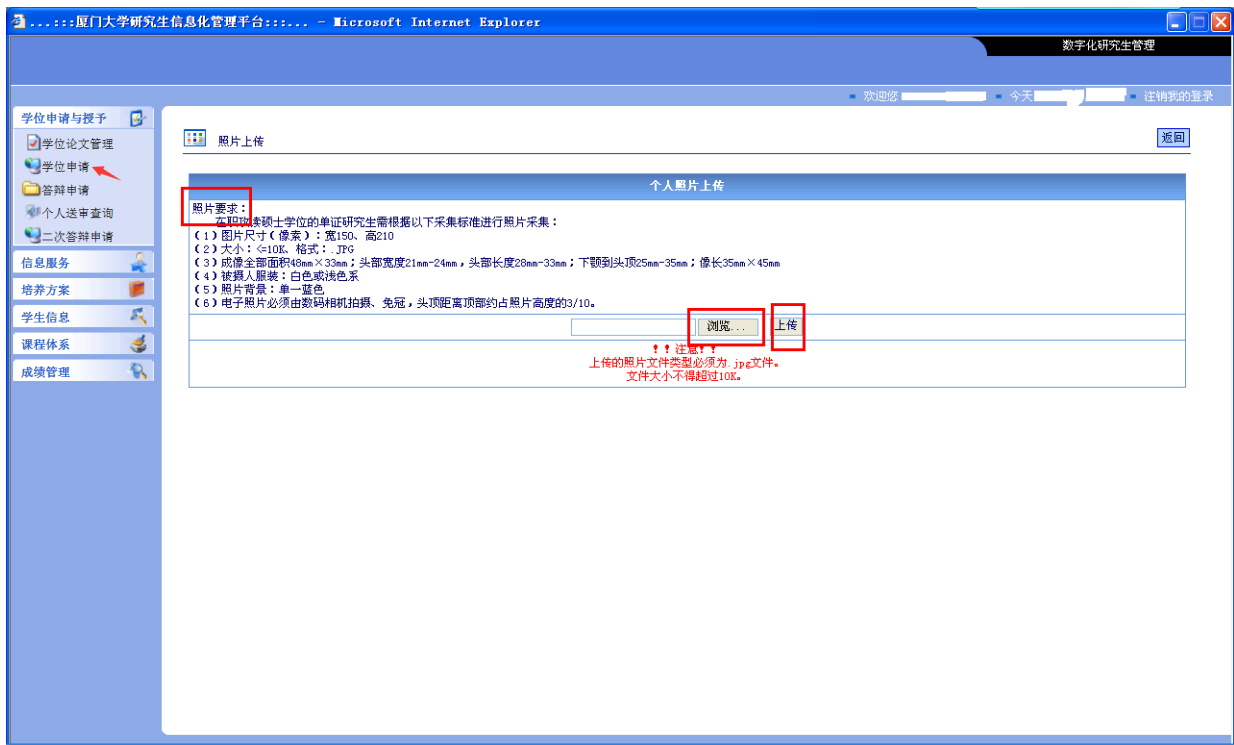 ...:::厦门大学研究生信息化管理平台:::... - Microsoft Internet Explorer
数字化研究生管理
欢迎您
今天
注销我的登录
学位申请与授予
学位论文管理
学位申请
答辩申请
个人送审查询
二次答辩申请
信息服务
培养方案
学生信息
课程体系
成绩管理
照片上传
返回
个人照片上传
照片要求:
在职攻读硕士学位的单证研究生需根据以下采集标准进行照片采集:
(1)图片尺寸(像素):宽150、高210
(2)大小:<=10K、格式:.JPG
(3)成像全部面积48mm×33mm;头部宽度21mm-24mm,头部长度28mm-33mm;下颚到头顶25mm-35mm;像长35mm×45mm
(4)被摄人服装:白色或浅色系
(5)照片背景:单一蓝色
(6)电子照片必须由数码相机拍摄、免冠,头顶距离顶部约占照片高度的3/10。
浏览...
上传
!!注意!!
上传的照片文件类型必须为.jpg文件。
文件大小不得超过10K。